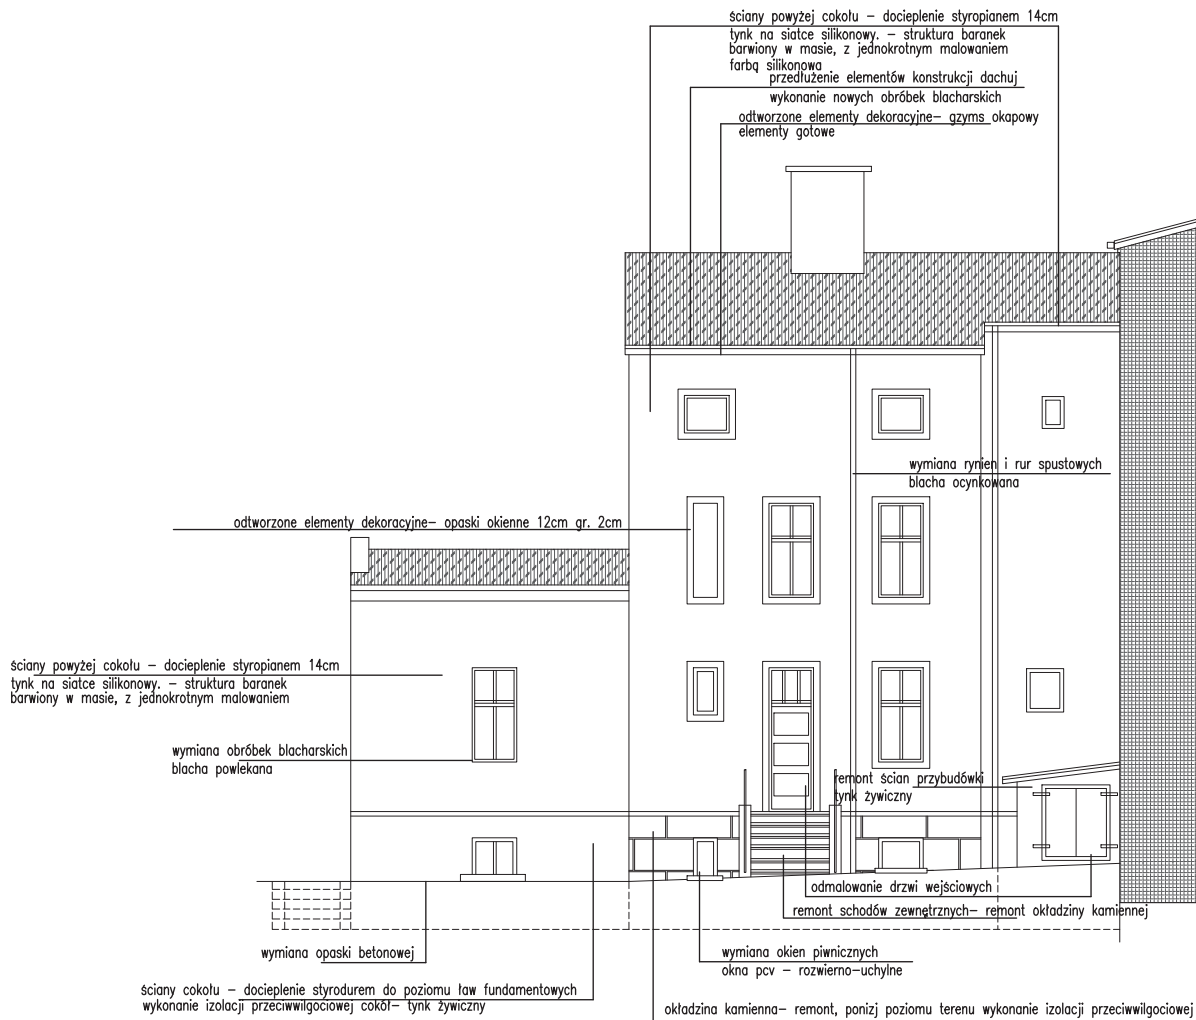 ściany powyżej cokołu – docieplenie styropianem 14cm
tynk na siatce silikonowy. – struktura baranek
barwiony w masie, z jednokrotnym malowaniem
farbą silikonowa
przedłużenie elementów konstrukcji dachuj
wykonanie nowych obróbek blacharskich
odtworzone elementy dekoracyjne– gzyms okapowy
elementy gotowe
wymiana rynien i rur spustowych
blacha ocynkowana
odtworzone elementy dekoracyjne– opaski okienne 12cm gr. 2cm
ściany powyżej cokołu – docieplenie styropianem 14cm
tynk na siatce silikonowy. – struktura baranek
barwiony w masie, z jednokrotnym malowaniem
wymiana obróbek blacharskich
blacha powlekana
remont ścian przybudówki
tynk żywiczny
odmalowanie drzwi wejściowych
remont schodów zewnętrznych– remont okładziny kamiennej
wymiana opaski betonowej
wymiana okien piwnicznych
okna pcv – rozwierno–uchylne
ściany cokołu – docieplenie styrodurem do poziomu ław fundamentowych
wykonanie izolacji przeciwwilgociowej cokół– tynk żywiczny
okładzina kamienna– remont, ponizj poziomu terenu wykonanie izolacji przeciwwilgociowej